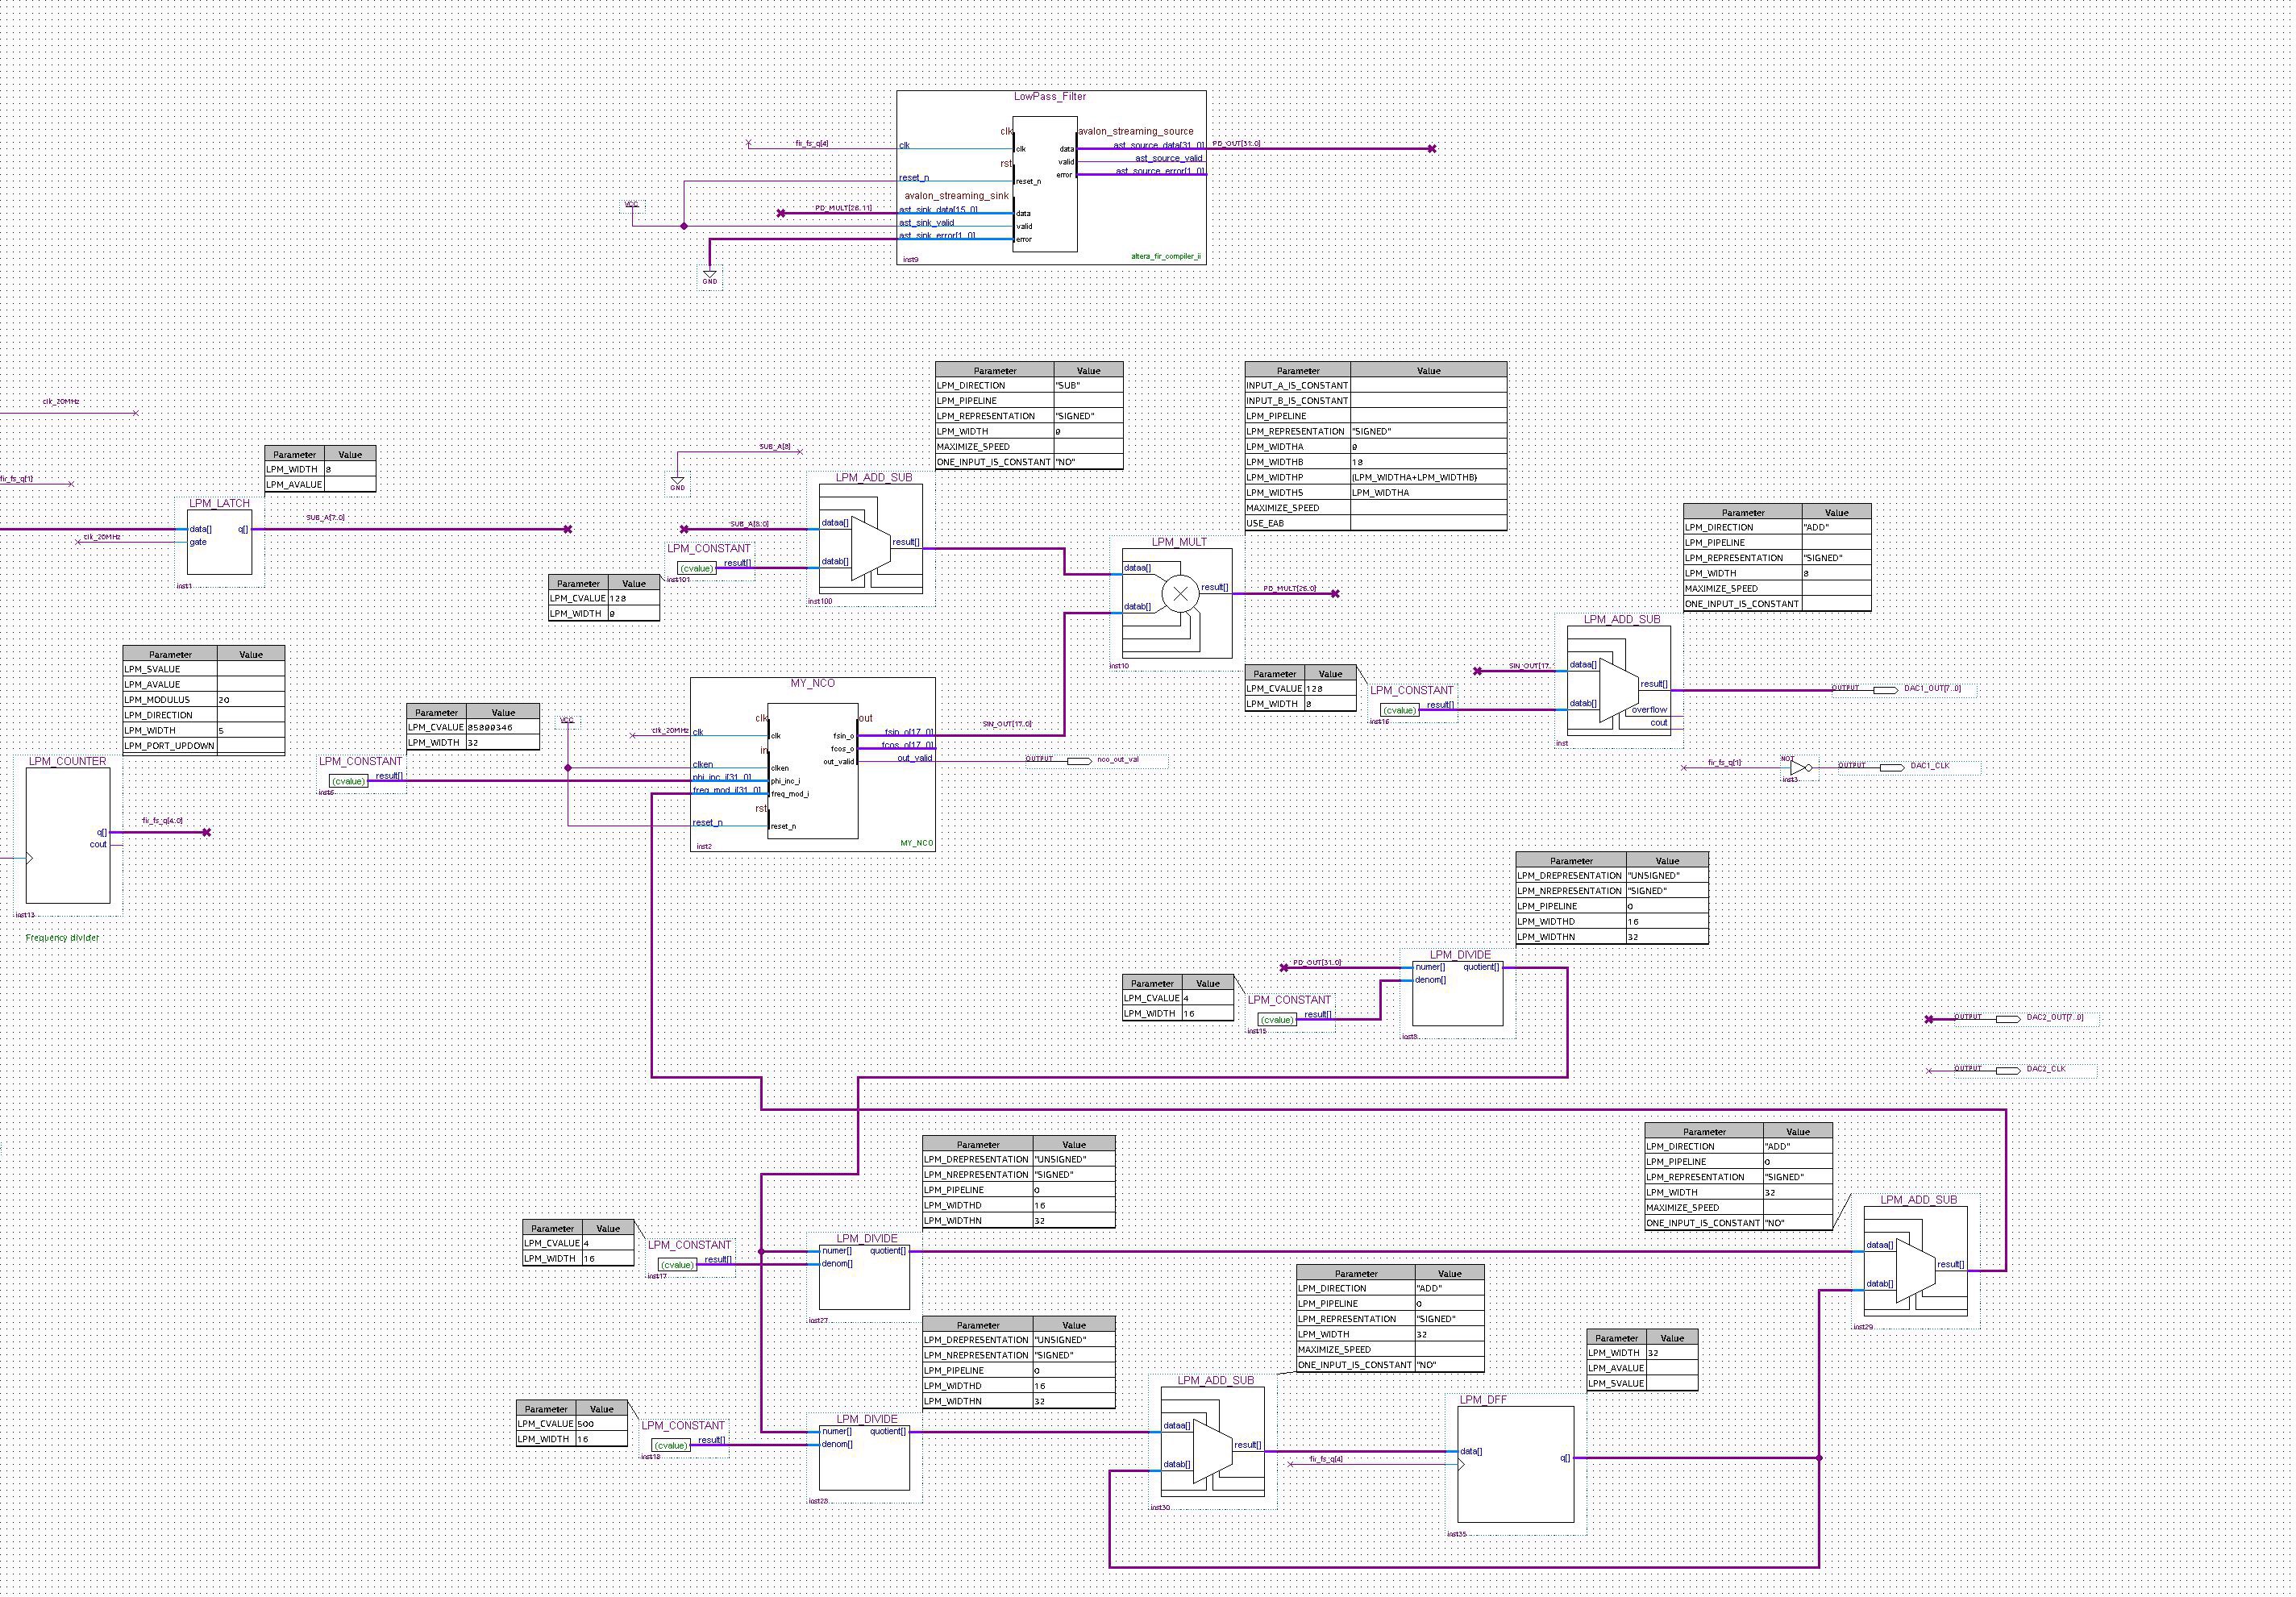 LowPass_Filter
clk
avalon_streaming_source
fir_fs_q[4]
clk
clk
data
ast_source_data[31..0]
PD_OUT[31:0]
rst
valid
ast_source_valid
error
ast_source_error[1..0]
reset_n
reset_n
avalon_streaming_sink
VCC
PD_MULT[26..11]
ast_sink_data[15..0]
data
ast_sink_valid
valid
ast_sink_error[1..0]
error
inst9
altera_fir_compiler_ii
GND
Parameter Value
LPM_DIRECTION "SUB"
LPM_PIPELINE
LPM_REPRESENTATION "SIGNED"
LPM_WIDTH 9
MAXIMIZE_SPEED
ONE_INPUT_IS_CONSTANT "NO"
Parameter Value
INPUT_A_IS_CONSTANT
INPUT_B_IS_CONSTANT
LPM_PIPELINE
LPM_REPRESENTATION "SIGNED"
LPM_WIDTHA 9
LPM_WIDTHB 18
LPM_WIDTHP (LPM_WIDTHA+LPM_WIDTHB)
LPM_WIDTHS LPM_WIDTHA
MAXIMIZE_SPEED
USE_EAB
clk_20MHz
fir_fs_q[1]
Parameter Value
LPM_WIDTH 8
LPM_AVALUE
LPM_LATCH
data[] q[]
gate
SUB_A[7..0]
clk_20MHz
inst1
SUB_A[8]
GND
LPM_ADD_SUB
SUB_A[8:0]
dataa[]
result[]
datab[]
inst100
LPM_CONSTANT
(cvalue) result[]
inst101
Parameter Value
LPM_CVALUE 128
LPM_WIDTH 9
LPM_MULT
dataa[]
datab[]
result[]
PD_MULT[26:0]
inst10
Parameter Value
LPM_DIRECTION "ADD"
LPM_PIPELINE
LPM_REPRESENTATION "SIGNED"
LPM_WIDTH 8
MAXIMIZE_SPEED
ONE_INPUT_IS_CONSTANT
LPM_ADD_SUB
SIN_OUT[17..
dataa[]
result[]
datab[]
overflow
cout
inst
OUTPUT DAC1_OUT[7..0]
Parameter Value
LPM_CVALUE 128
LPM_WIDTH 8
LPM_CONSTANT
(cvalue) result[]
inst16
fir_fs_q[1]
NOT
inst3
OUTPUT DAC1_CLK
Parameter Value
LPM_SVALUE
LPM_AVALUE
LPM_MODULUS 20
LPM_DIRECTION
LPM_WIDTH 5
LPM_PORT_UPDOWN
LPM_COUNTER
q[]
cout
fir_fs_q[4..0]
inst13
Frequency divider
Parameter Value
LPM_CVALUE 85899346
LPM_WIDTH 32
LPM_CONSTANT
(cvalue) result[]
inst6
VCC
MY_NCO
clk
out
clk_20MHz
clk
clk
fsin_o
fsin_o[17..0]
SIN_OUT[17:0]
in
fcos_o
fcos_o[17..0]
out_valid
out_valid
OUTPUT nco_out_val
clken
clken
phi_inc_i[31..0]
phi_inc_i
freq_mod_i[31..0]
freq_mod_i
rst
reset_n
reset_n
inst2
MY_NCO
Parameter Value
LPM_DREPRESENTATION "UNSIGNED"
LPM_NREPRESENTATION "SIGNED"
LPM_PIPELINE 0
LPM_WIDTHD 16
LPM_WIDTHN 32
LPM_DIVIDE
PD_OUT[31:0]
numer[] quotient[]
denom[]
inst8
Parameter Value
LPM_CVALUE 4
LPM_WIDTH 16
LPM_CONSTANT
(cvalue) result[]
inst15
OUTPUT DAC2_OUT[7..0]
OUTPUT DAC2_CLK
Parameter Value
LPM_DREPRESENTATION "UNSIGNED"
LPM_NREPRESENTATION "SIGNED"
LPM_PIPELINE 0
LPM_WIDTHD 16
LPM_WIDTHN 32
Parameter Value
LPM_DIRECTION "ADD"
LPM_PIPELINE 0
LPM_REPRESENTATION "SIGNED"
LPM_WIDTH 32
MAXIMIZE_SPEED
ONE_INPUT_IS_CONSTANT "NO"
LPM_ADD_SUB
dataa[]
result[]
datab[]
inst29
Parameter Value
LPM_CVALUE 4
LPM_WIDTH 16
LPM_CONSTANT
(cvalue) result[]
inst17
LPM_DIVIDE
numer[] quotient[]
denom[]
inst27
Parameter Value
LPM_DIRECTION "ADD"
LPM_PIPELINE 0
LPM_REPRESENTATION "SIGNED"
LPM_WIDTH 32
MAXIMIZE_SPEED
ONE_INPUT_IS_CONSTANT "NO"
Parameter Value
LPM_DREPRESENTATION "UNSIGNED"
LPM_NREPRESENTATION "SIGNED"
LPM_PIPELINE 0
LPM_WIDTHD 16
LPM_WIDTHN 32
Parameter Value
LPM_WIDTH 32
LPM_AVALUE
LPM_SVALUE
Parameter Value
LPM_CVALUE 500
LPM_WIDTH 16
LPM_CONSTANT
(cvalue) result[]
LPM_DIVIDE
numer[] quotient[]
denom[]
inst28
LPM_ADD_SUB
dataa[]
result[]
datab[]
inst30
LPM_DFF
data[]
q[]
fir_fs_q[4]
inst35